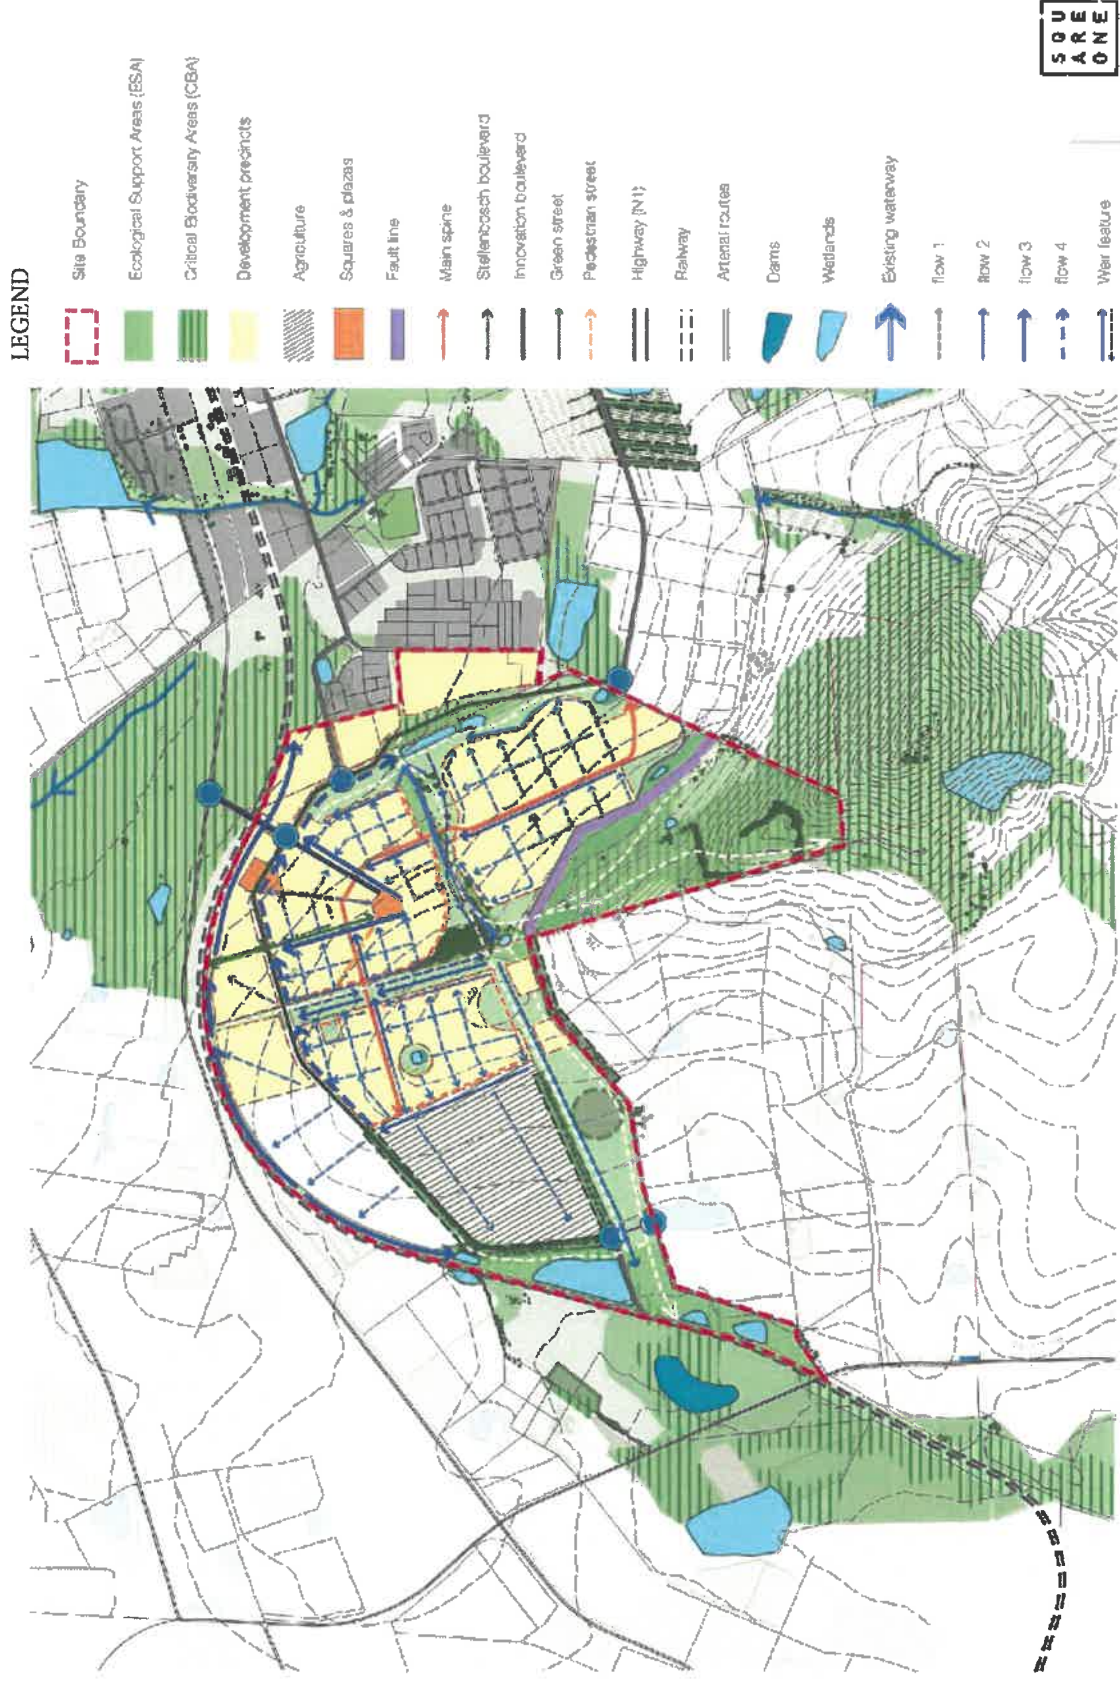 LEGEND
Site Boundary
Ecological Support Areas (ESA)
Critical Biodiversity Areas (CBA)
Development precincts
Agriculture
Squares & plazas
Fault line
Main spine
Stellenbosch boulevard
Innovation boulevard
Green street
Pedestrian street
Highway (N1)
Railway
Arterial routes
Dams
Wetlands
Existing waterway
flow 1
flow 2
flow 3
flow 4
Weir feature
SQU
ARE
ONE